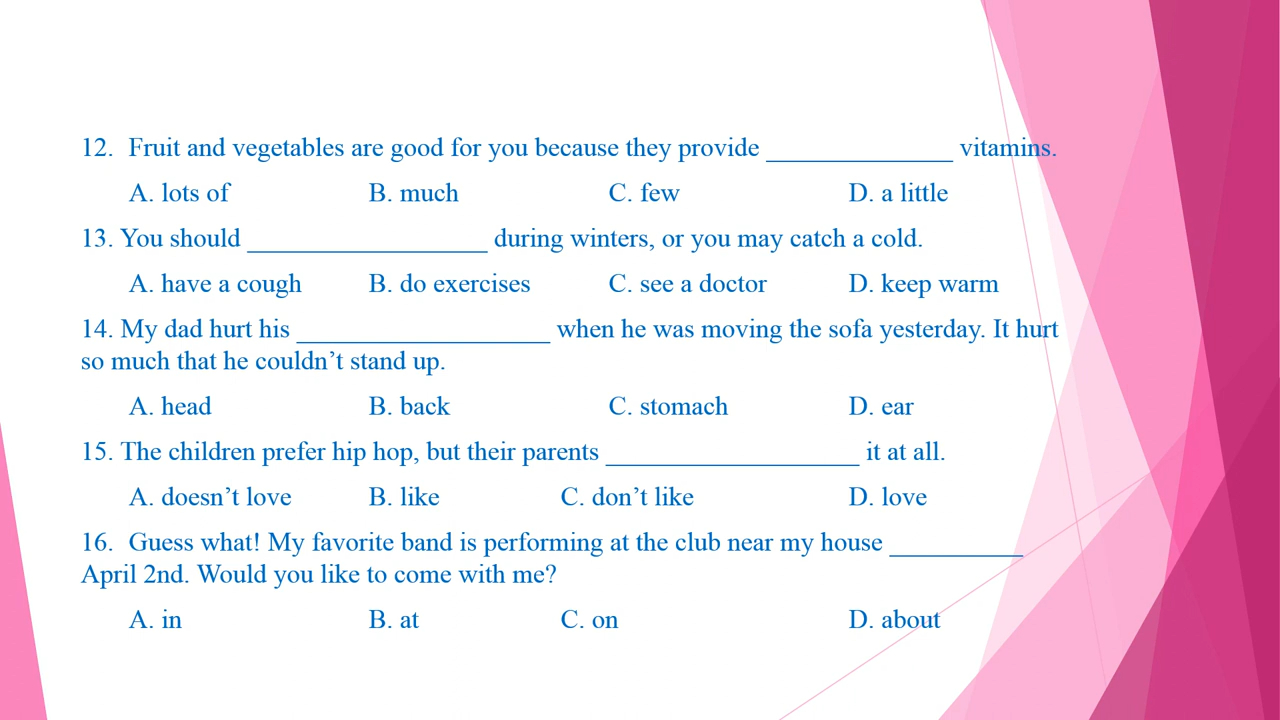 12. Fruit and vegetables are good for you because they provide ______________ vitamins.
A. lots of B. much C. few D. a little
13. You should __________________ during winters, or you may catch a cold.
A. have a cough B. do exercises C. see a doctor D. keep warm
14. My dad hurt his ___________________ when he was moving the sofa yesterday. It hurt
so much that he couldn’t stand up.
A. head B. back C. stomach D. ear
15. The children prefer hip hop, but their parents ___________________ it at all.
A. doesn’t love B. like C. don’t like D. love
16. Guess what! My favorite band is performing at the club near my house __________
April 2nd. Would you like to come with me?
A. in B. at C. on D. about